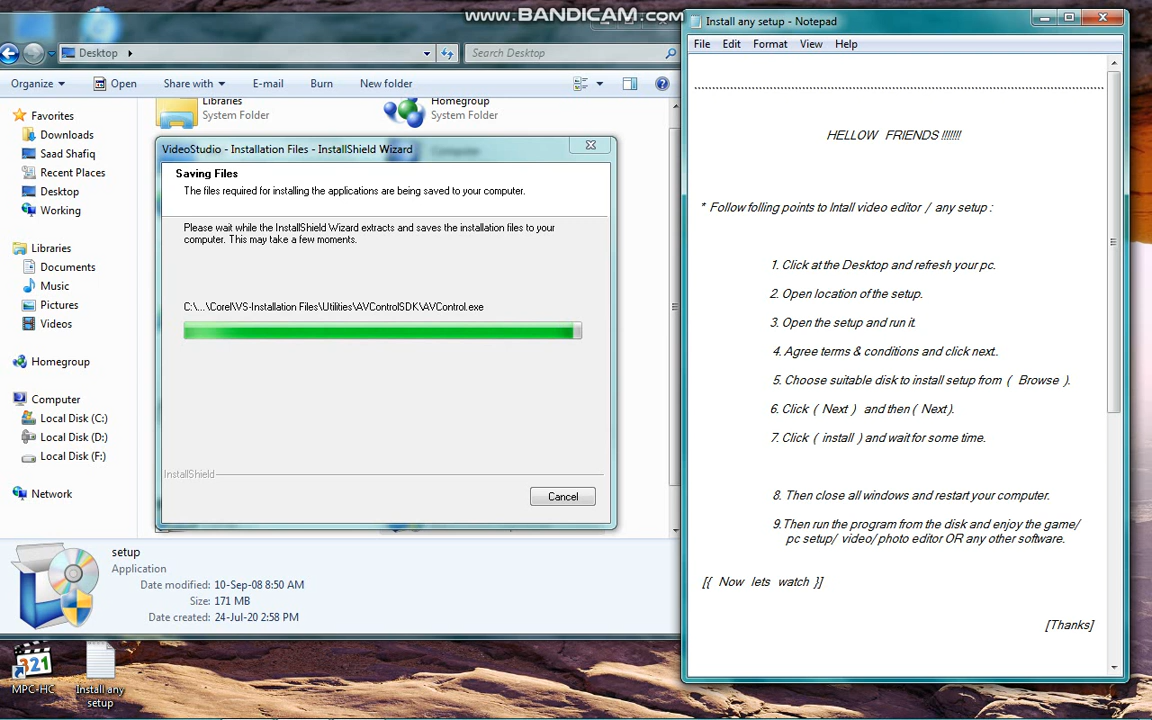 www.BANDICAM.com
Desktop
Search Desktop
Organize
Open
Share with
E-mail
Burn
New folder
Favorites
Downloads
Saad Shafiq
Recent Places
Desktop
Working
Libraries
Documents
Music
Pictures
Videos
Homegroup
Computer
Local Disk (C:)
Local Disk (D:)
Local Disk (F:)
Network
Libraries
System Folder
Homegroup
System Folder
Computer
VideoStudio - Installation Files - InstallShield Wizard
Saving Files
The files required for installing the applications are being saved to your computer.
Please wait while the InstallShield Wizard extracts and saves the installation files to your
computer. This may take a few moments.
C:\...\Corel\VS-Installation Files\Utilities\AVControlSDK\AVControl.exe
InstallShield
Cancel
setup
Application
Date modified: 10-Sep-08 8:50 AM
Size: 171 MB
Date created: 24-Jul-20 2:58 PM
MPC-HC
Install any
setup
Install any setup - Notepad
File Edit Format View Help
HELLOW FRIENDS !!!!!!!
* Follow folling points to Intall video editor / any setup :
1. Click at the Desktop and refresh your pc.
2. Open location of the setup.
3. Open the setup and run it.
4. Agree terms & conditions and click next..
5. Choose suitable disk to install setup from ( Browse ).
6. Click ( Next ) and then ( Next ).
7. Click ( install ) and wait for some time.
8. Then close all windows and restart your computer.
9.Then run the program from the disk and enjoy the game/
pc setup/ video/ photo editor OR any other software.
[{ Now lets watch }]
[Thanks]